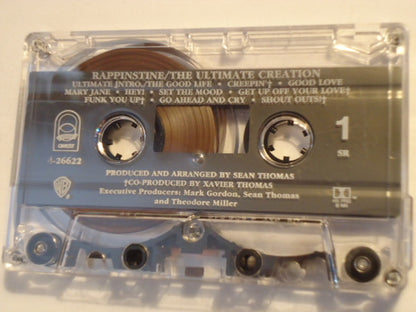 RAPPINSTINE/THE ULTIMATE CREATION
ULTIMATE INTRO./THE GOOD LIFE • CREEPIN'† • GOOD LOVE
MARY JANE • HEY† • SET THE MOOD • GET UP OFF YOUR LOVE†
FUNK YOU UP† • GO AHEAD AND CRY • SHOUT OUTS!†
QWEST
4-26622
1
SR
PRODUCED AND ARRANGED BY SEAN THOMAS
†CO-PRODUCED BY XAVIER THOMAS
Executive Producers: Mark Gordon, Sean Thomas
and Theodore Miller